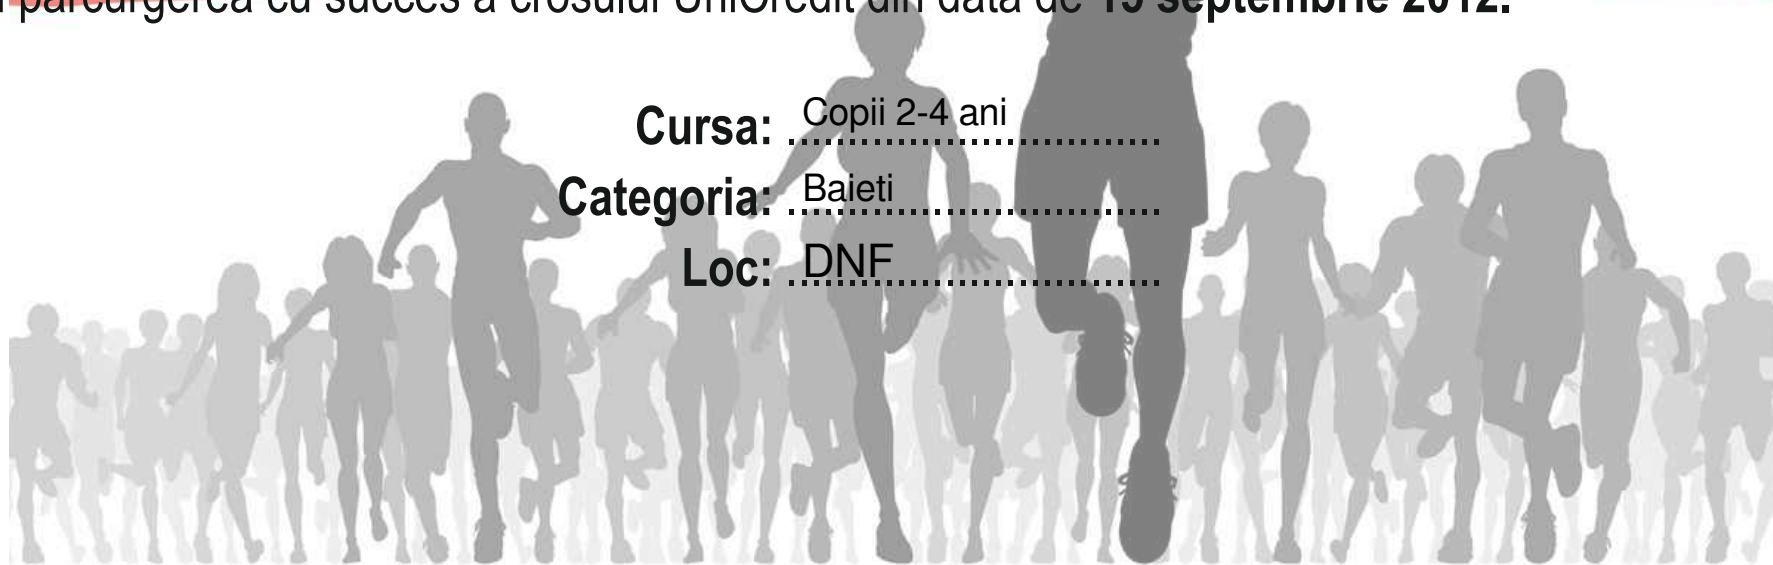 parcurgerea cu succes a crosului UniCredit din data de septembrie 2012.
Cursa: Copii 2-4 ani
Categoria: Baieti
Loc: DNF